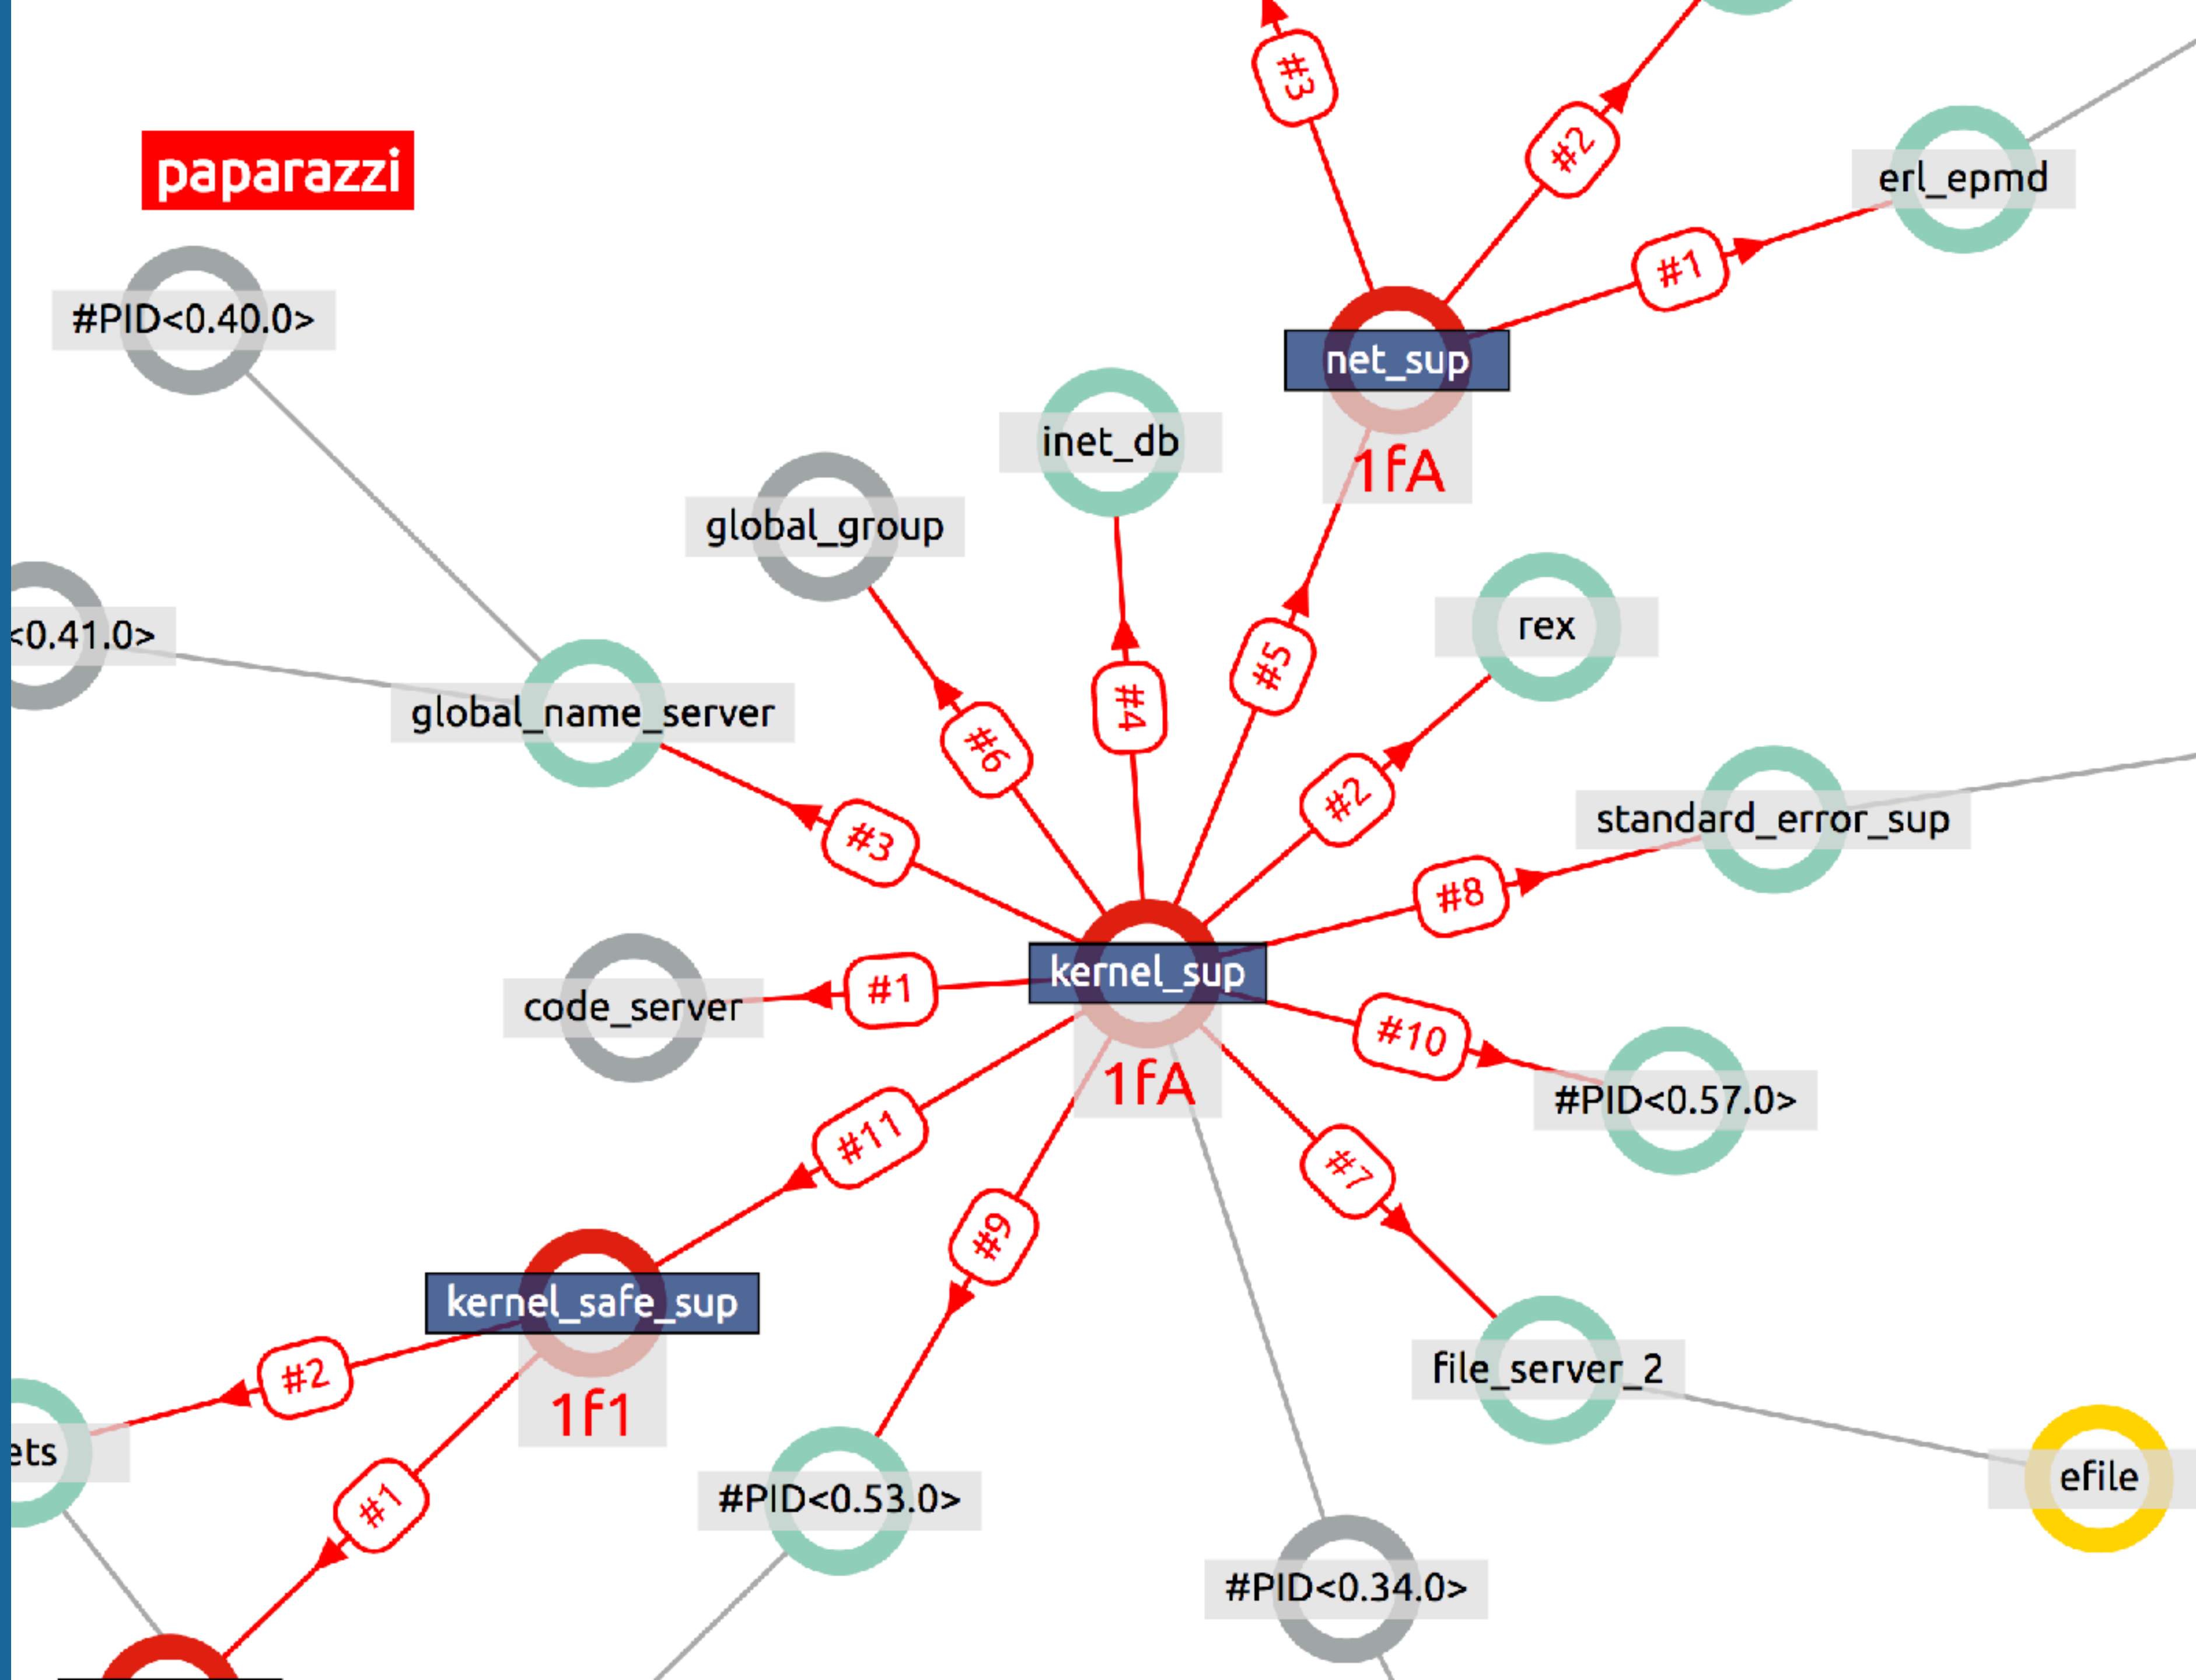 #3
#2
paparazzi
erl_epmd
#1
#PID<0.40.0>
net_sup
inet_db
1fA
global_group
rex
<0.41.0>
#5
#4
global_name_server
#6
#2
standard_error_sup
#3
#8
kernel_sup
#1
code_server
#10
1fA
#PID<0.57.0>
#11
#7
#9
kernel_safe_sup
file_server_2
#2
1f1
ets
efile
#1
#PID<0.53.0>
#PID<0.34.0>